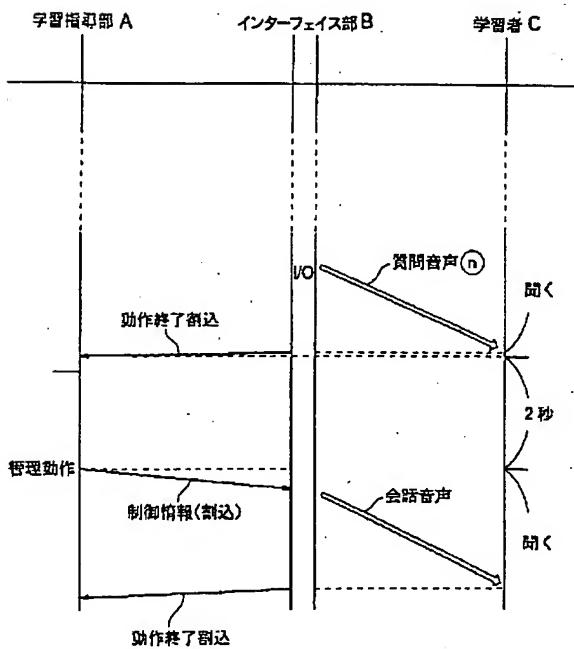 学習指導部 A
インターフェイス部 B
学習者 C
I/O
質問音声 ⓝ
聞く
動作終了割込
2秒
管理動作
制御情報(割込)
会話音声
聞く
動作終了割込